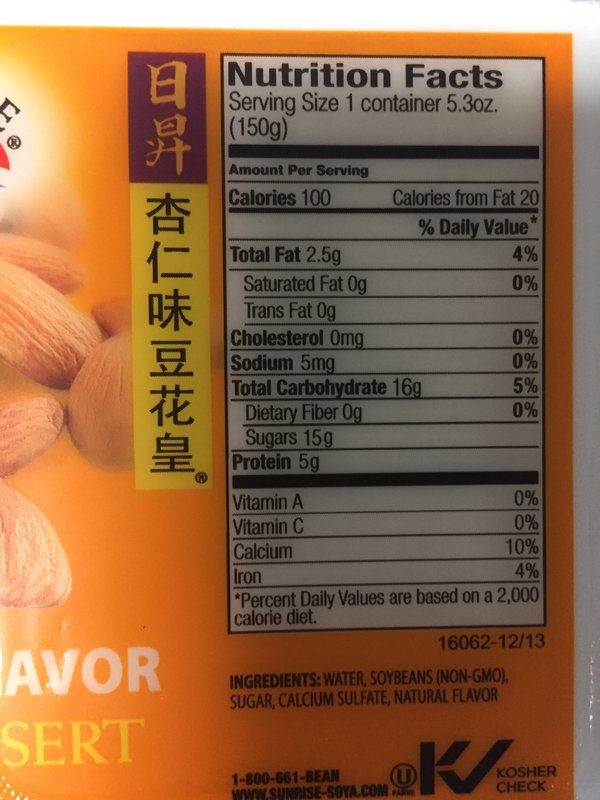 日昇
杏仁味豆花皇®
AVOR
SERT
Nutrition Facts
Serving Size 1 container 5.3oz.
(150g)
Amount Per Serving
Calories 100 Calories from Fat 20
% Daily Value*
Total Fat 2.5g 4%
Saturated Fat 0g 0%
Trans Fat 0g
Cholesterol 0mg 0%
Sodium 5mg 0%
Total Carbohydrate 16g 5%
Dietary Fiber 0g 0%
Sugars 15g
Protein 5g
Vitamin A 0%
Vitamin C 0%
Calcium 10%
Iron 4%
*Percent Daily Values are based on a 2,000
calorie diet.
16062-12/13
INGREDIENTS: WATER, SOYBEANS (NON-GMO),
SUGAR, CALCIUM SULFATE, NATURAL FLAVOR
1-800-661-BEAN
WWW.SUNRISE-SOYA.COM
U
PARVE
KOSHER
CHECK